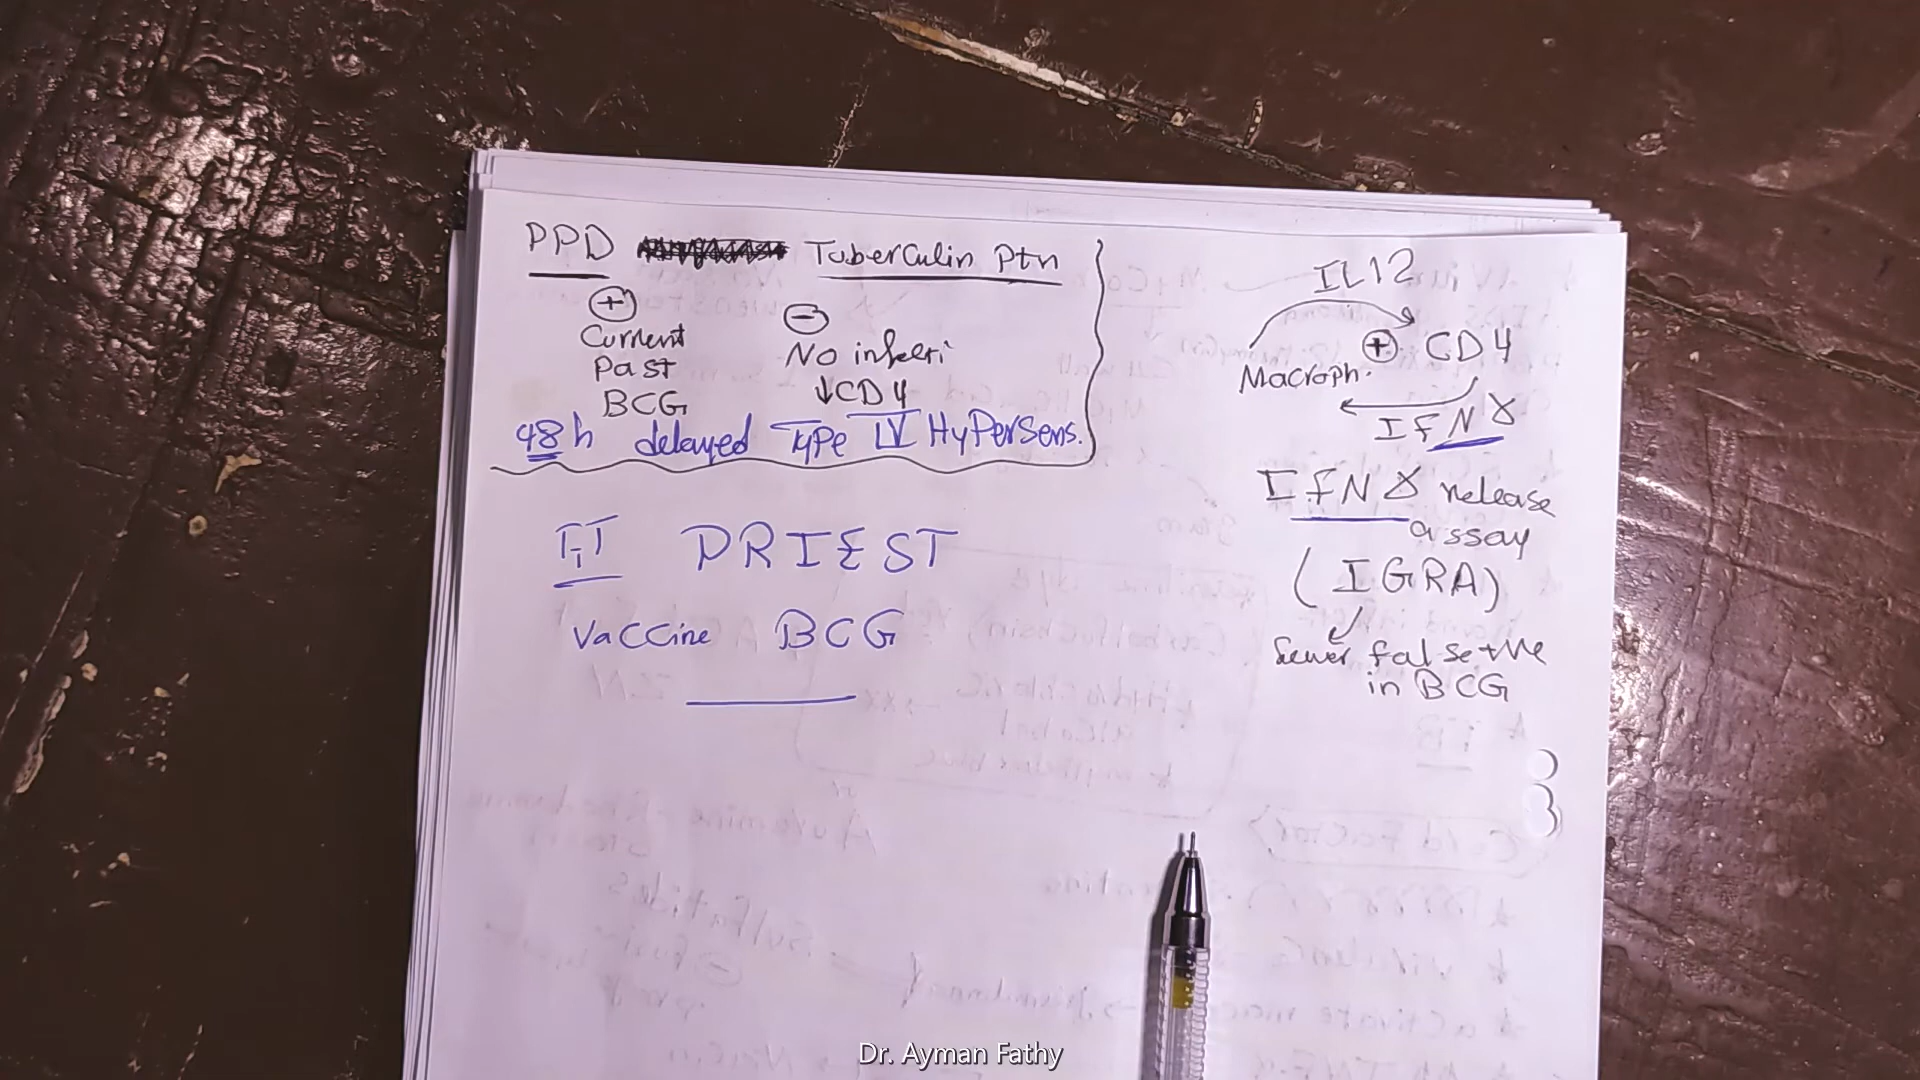 PPD Tuberculin Ptn
+ -
Current No infecti
Past ↓CD4
BCG
48h delayed Type IV HyPersens.
PRIEST
Vaccine BCG
IL12
Macroph. + CD4
IFNγ
IFNγ release
assay
(IGRA)
Fewer false +ve
in BCG
Dr. Ayman Fathy